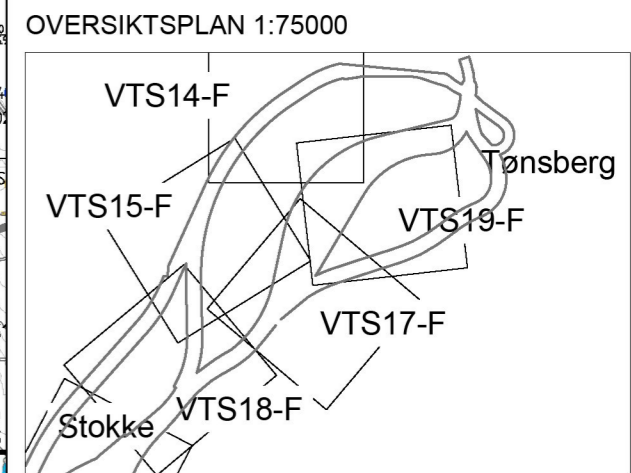 OVERSIKTSPLAN 1:75000
VTS14-F
Tønsberg
VTS15-F
VTS19-F
VTS17-F
VTS18-F
Stokke